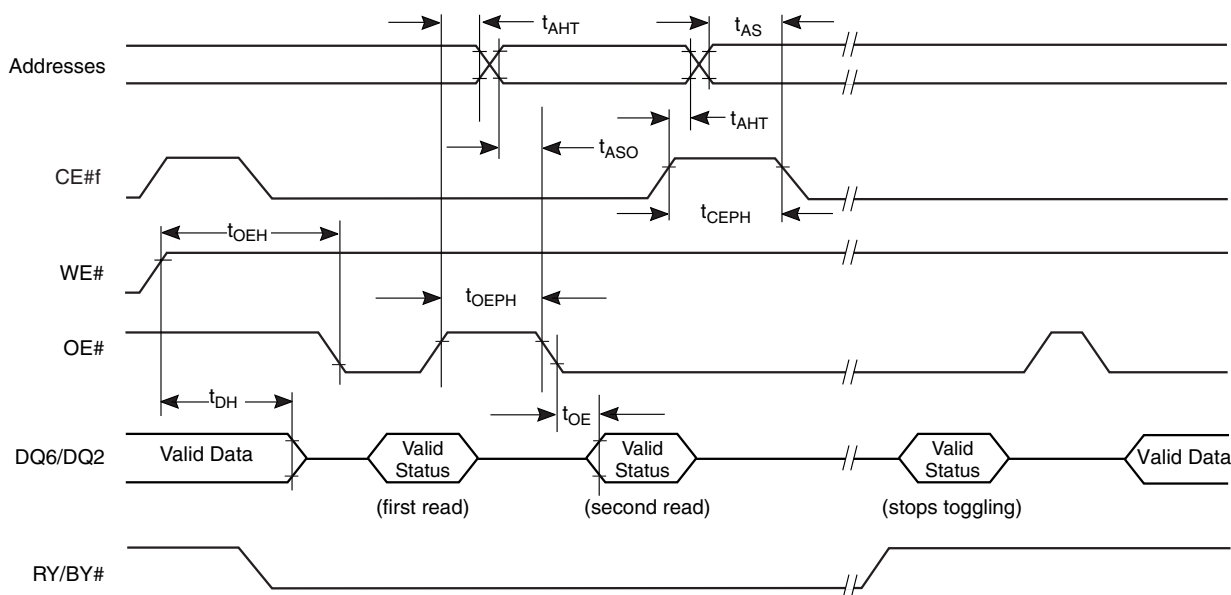 tAHT
tAS
Addresses
tAHT
tASO
CE#f
tCEPH
tOEH
WE#
tOEPH
OE#
tDH
tOE
DQ6/DQ2
Valid Data
Valid
Status
Valid
Status
Valid
Status
Valid Data
(first read)
(second read)
(stops toggling)
RY/BY#